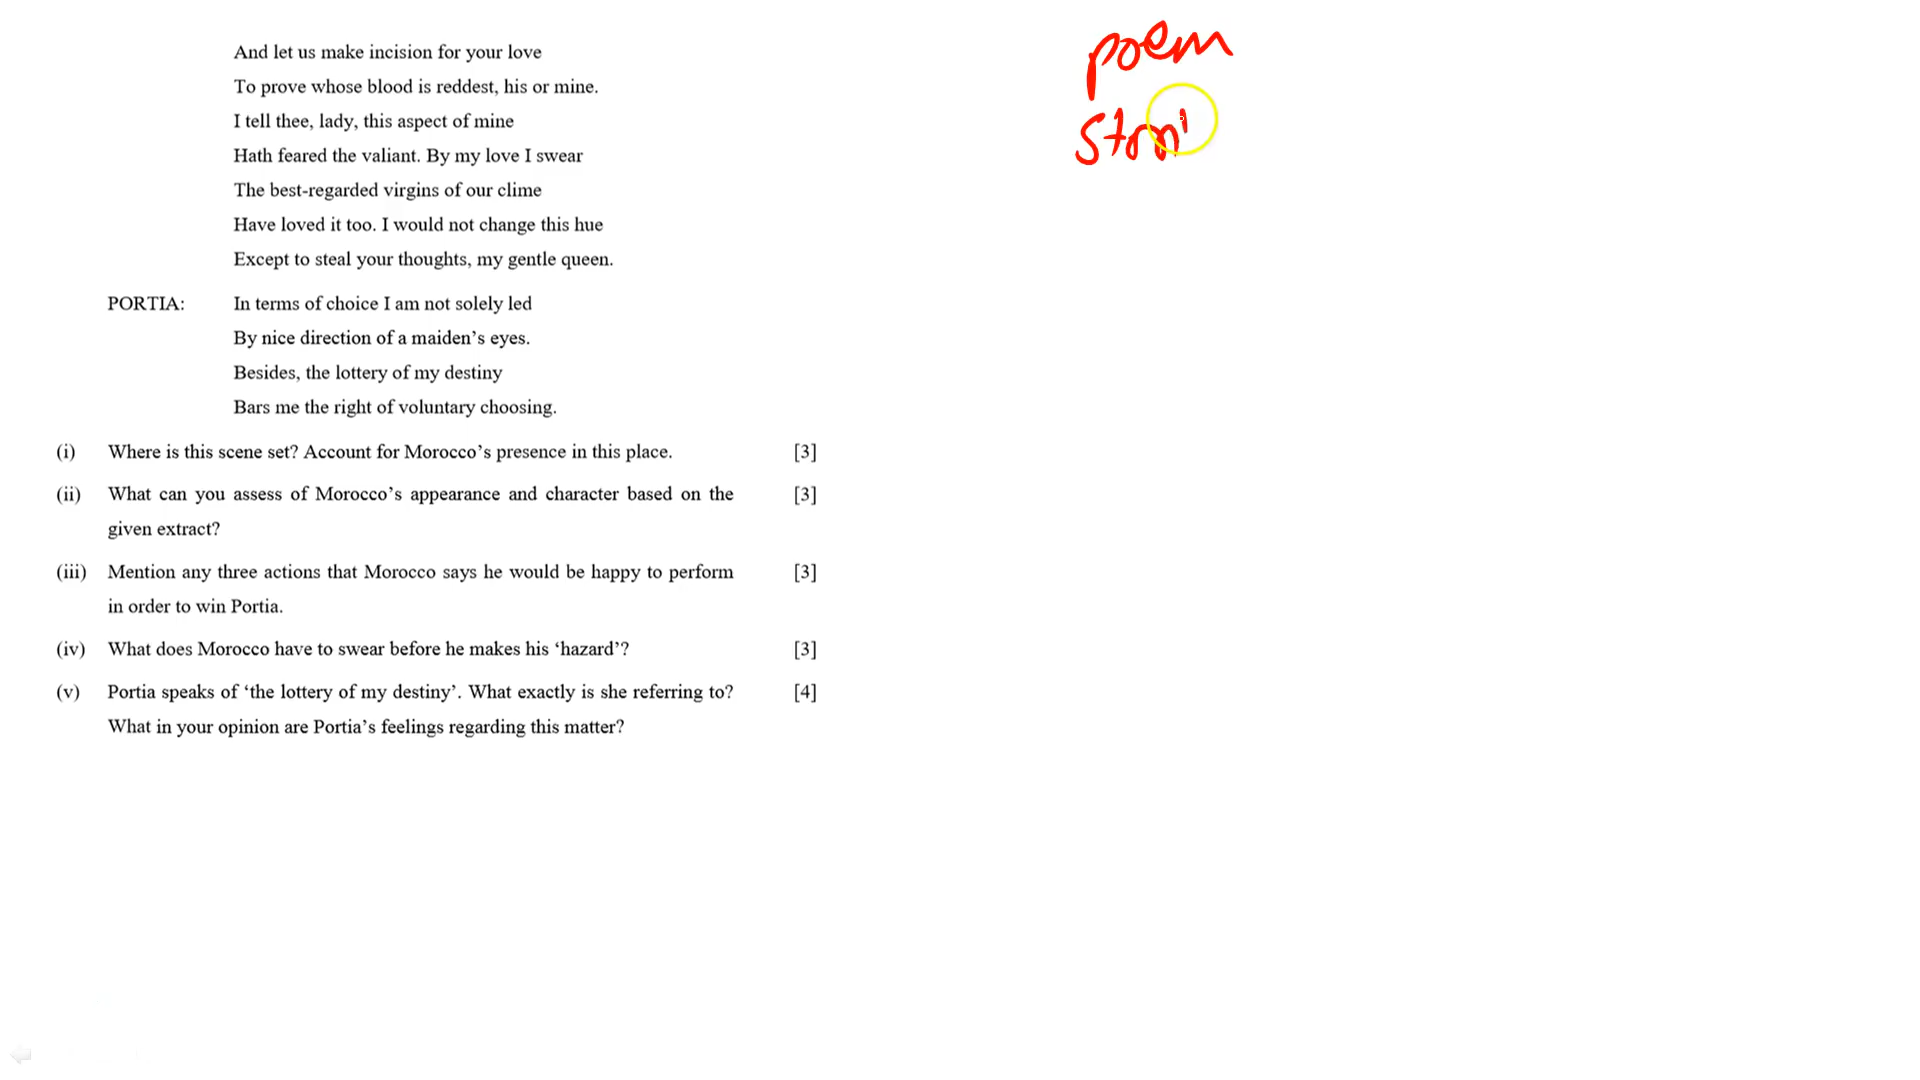 And let us make incision for your love
To prove whose blood is reddest, his or mine.
I tell thee, lady, this aspect of mine
Hath feared the valiant. By my love I swear
The best-regarded virgins of our clime
Have loved it too. I would not change this hue
Except to steal your thoughts, my gentle queen.
PORTIA: In terms of choice I am not solely led
By nice direction of a maiden’s eyes.
Besides, the lottery of my destiny
Bars me the right of voluntary choosing.
(i) Where is this scene set? Account for Morocco’s presence in this place. [3]
(ii) What can you assess of Morocco’s appearance and character based on the [3]
given extract?
(iii) Mention any three actions that Morocco says he would be happy to perform [3]
in order to win Portia.
(iv) What does Morocco have to swear before he makes his ‘hazard’? [3]
(v) Portia speaks of ‘the lottery of my destiny’. What exactly is she referring to? [4]
What in your opinion are Portia’s feelings regarding this matter?
poem